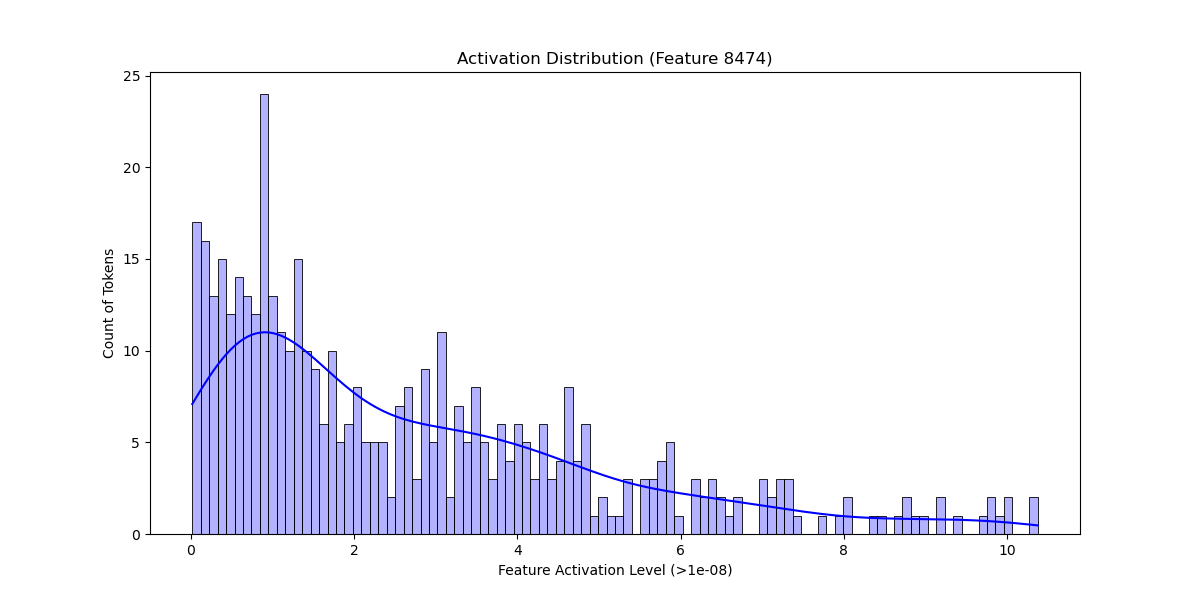 Activation Distribution (Feature 8474)
25
20
15
10
5
0
Count of Tokens
0 2 4 6 8 10
Feature Activation Level (>1e-08)